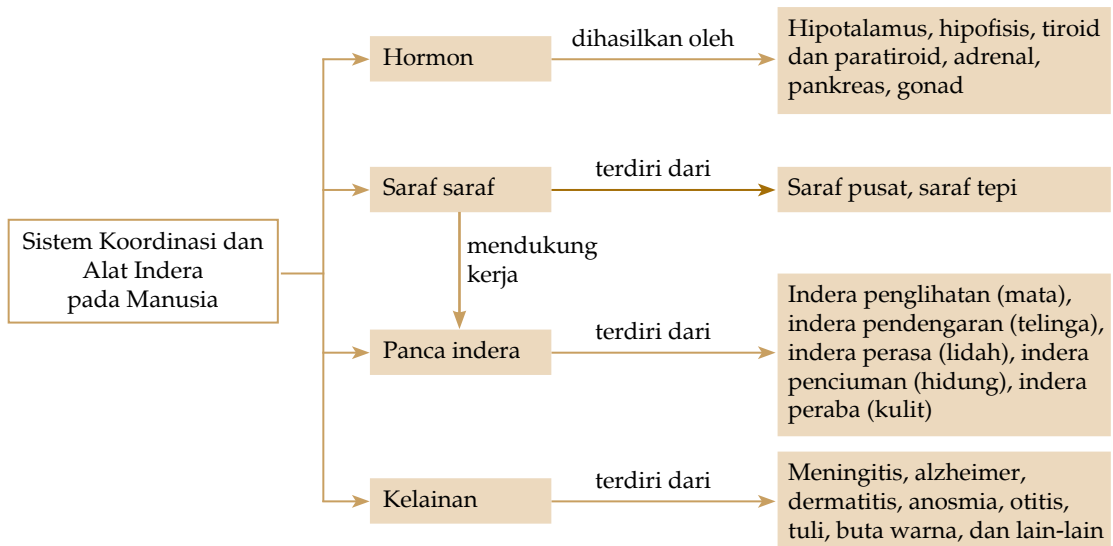 Sistem Koordinasi dan
Alat Indera
pada Manusia
Hormon
dihasilkan oleh
Hipotalamus, hipofisis, tiroid
dan paratiroid, adrenal,
pankreas, gonad
Saraf saraf
terdiri dari
Saraf pusat, saraf tepi
mendukung
kerja
Panca indera
terdiri dari
Indera penglihatan (mata),
indera pendengaran (telinga),
indera perasa (lidah), indera
penciuman (hidung), indera
peraba (kulit)
Kelainan
terdiri dari
Meningitis, alzheimer,
dermatitis, anosmia, otitis,
tuli, buta warna, dan lain-lain